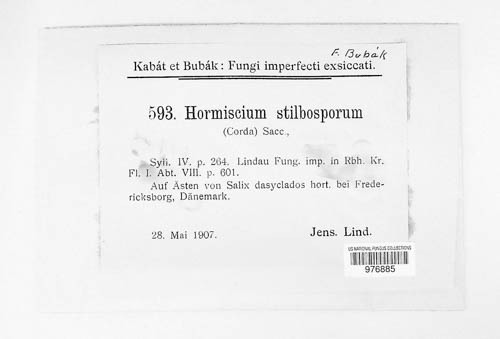 F. Bubák
Kabát et Bubák: Fungi imperfecti exsiccati.
593. Hormiscium stilbosporum
(Corda) Sacc.,
Syll. IV. p. 264. Lindau Fung. imp. in Rbh. Kr.
Fl. I. Abt. VIII. p. 601.
Auf Ästen von Salix dasyclados hort. bei Frede-
ricksborg, Dänemark.
28. Mai 1907. Jens. Lind.
US NATIONAL FUNGUS COLLECTIONS
976885